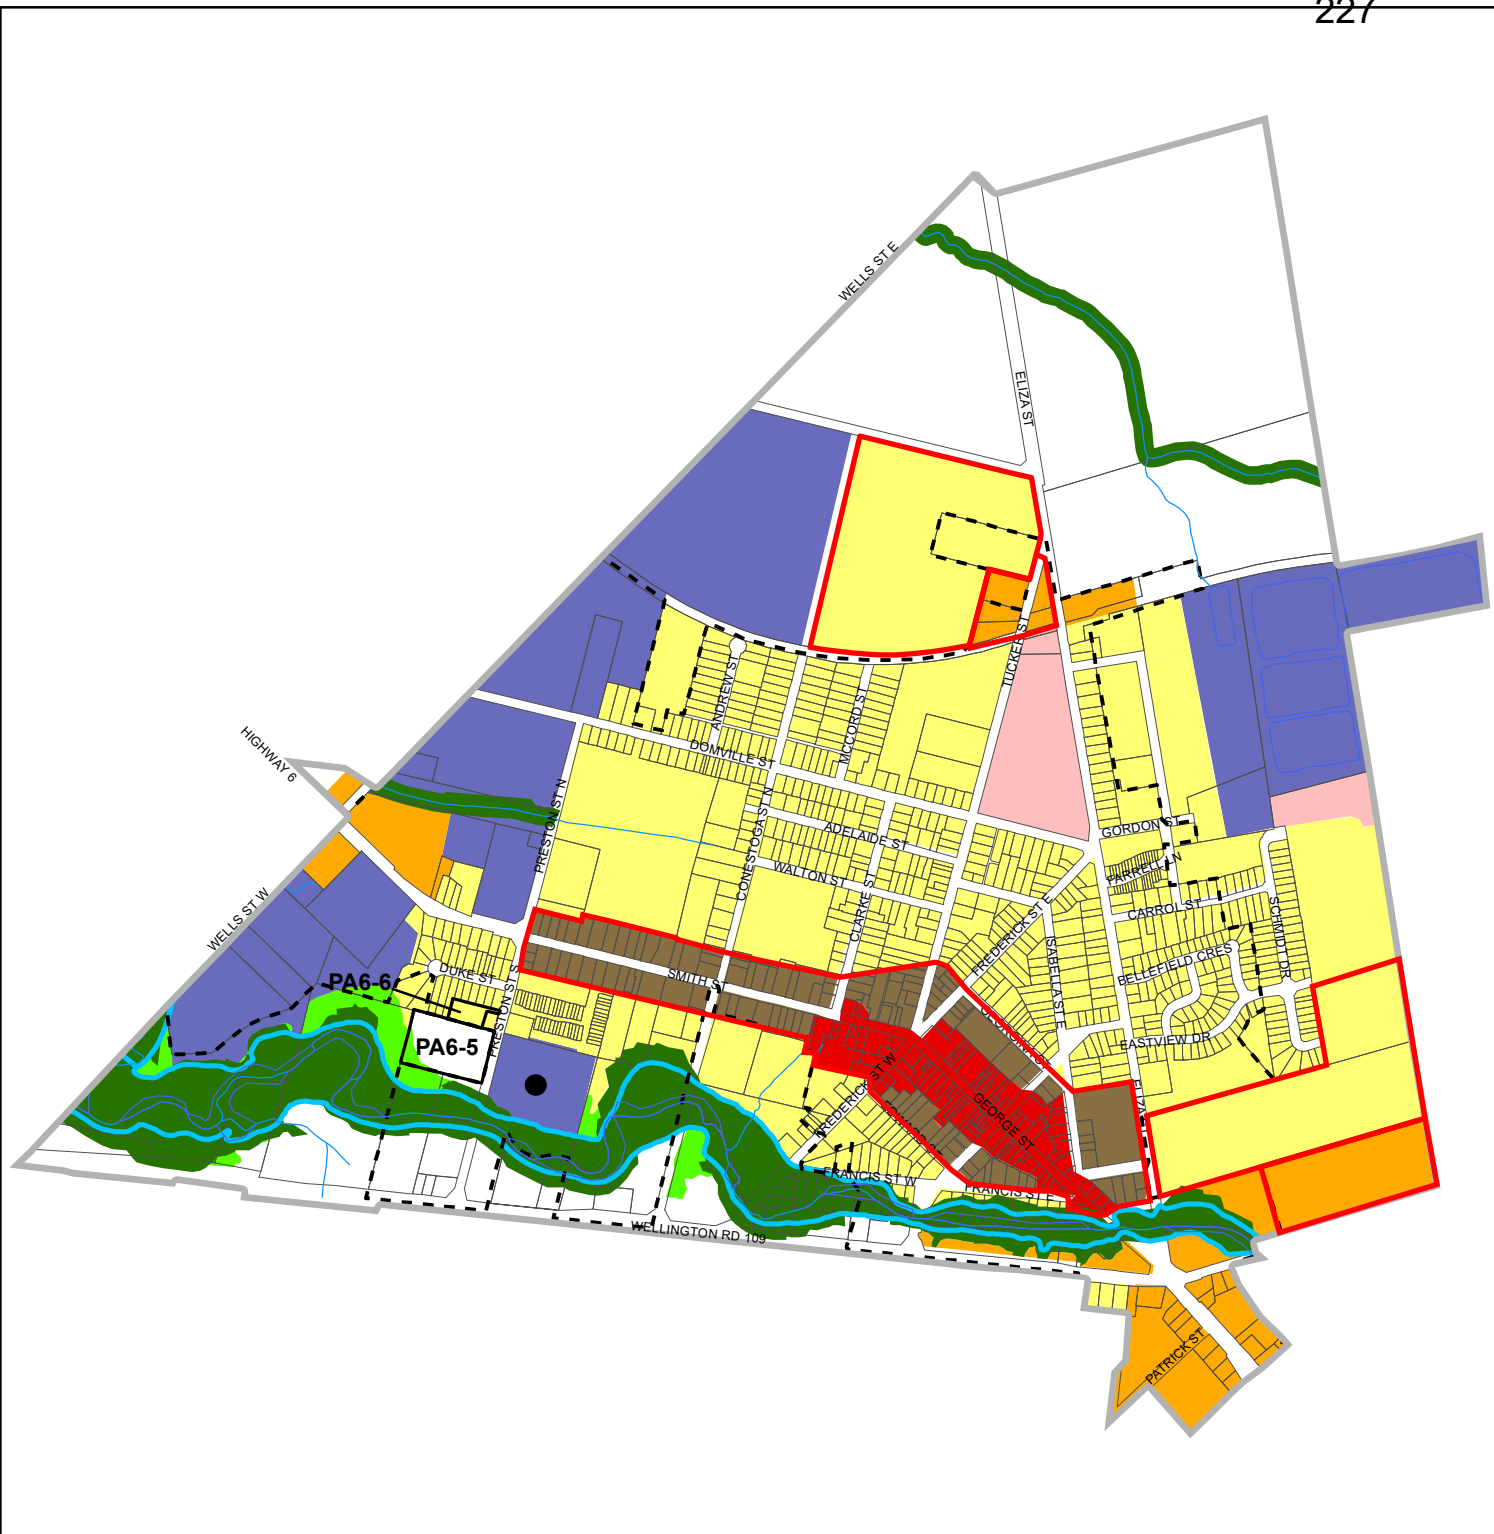 227
WELLS ST E
ELIZA ST
TUCKER ST
ANDREW ST
MCCORD ST
HIGHWAY 6
DOMVILLE ST
PRESTON ST N
CONESTOGA ST N
ADELAIDE ST
GORDON ST
WALTON ST
FARRELL LN
CLARKE ST
CARROL ST
WELLS ST W
FREDERICK ST E
SCHMIDT DR
ISABELLA ST E
BELLEFIELD CRES
DUKE ST
SMITH ST
PA6-6
PRESTON ST S
PA6-5
EASTVIEW DR
FREDERICK ST W
GEORGE ST
ELIZA
FRANCIS ST W
FRANCIS ST E
WELLINGTON RD 109
PATRICK ST